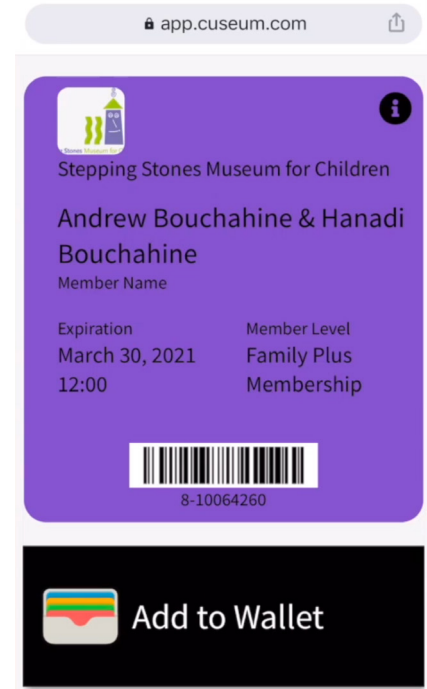 app.cuseum.com
Stepping Stones Museum for Children
Andrew Bouchahine & Hanadi
Bouchahine
Member Name
Expiration
Member Level
March 30, 2021
Family Plus
12:00
Membership
8-10064260
Add to Wallet